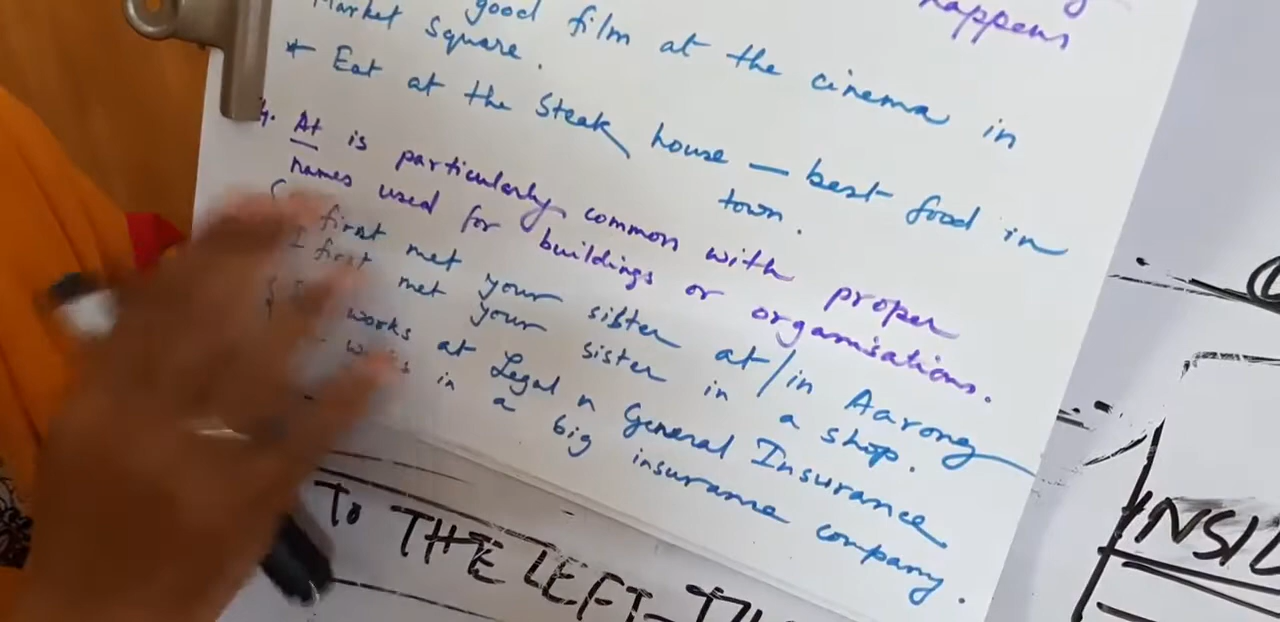 happens
good film at the cinema in
Market Square.
* Eat at the Steak house — best food in
town.
4. At is particularly common with proper
names used for buildings or organisations.
first met your sister at/in Aarong
I first met your sister in a shop.
works at Legal n General Insurance
works in a big insurance company.
TO THE LEFT